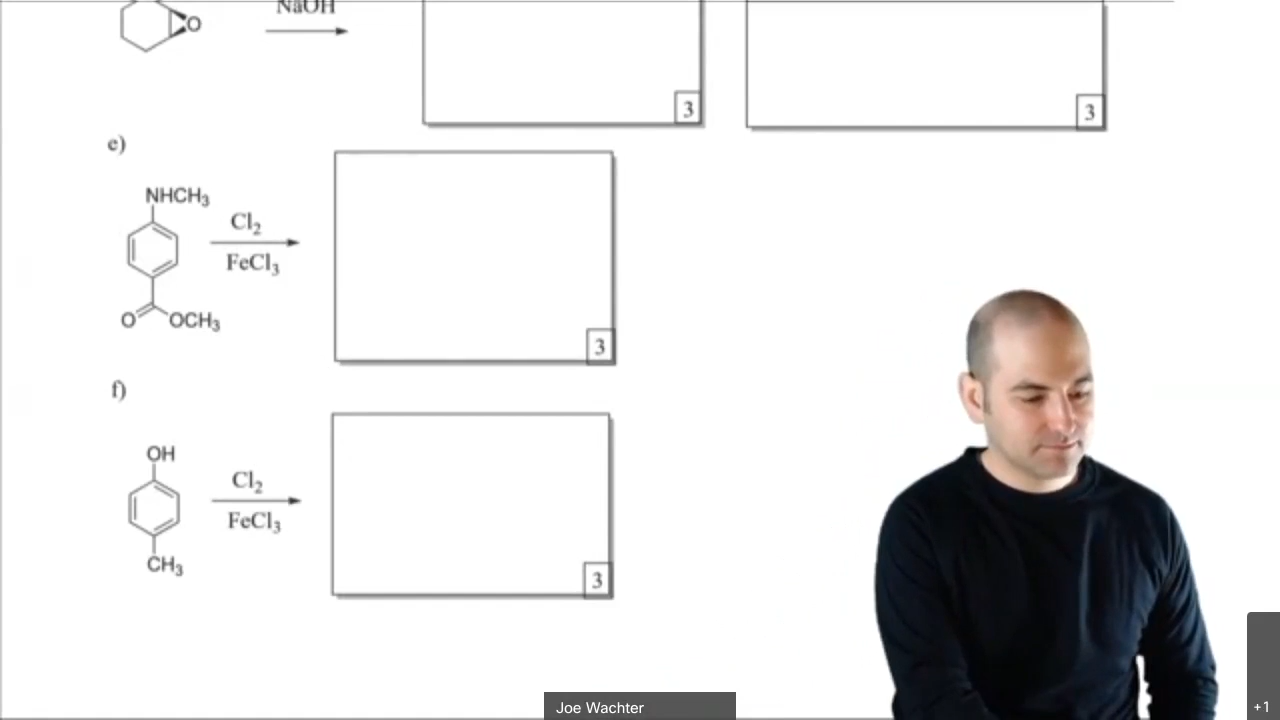 NaOH
O
3
3
e)
NHCH3
Cl2
FeCl3
O
OCH3
3
f)
OH
Cl2
FeCl3
CH3
3
Joe Wachter
+1